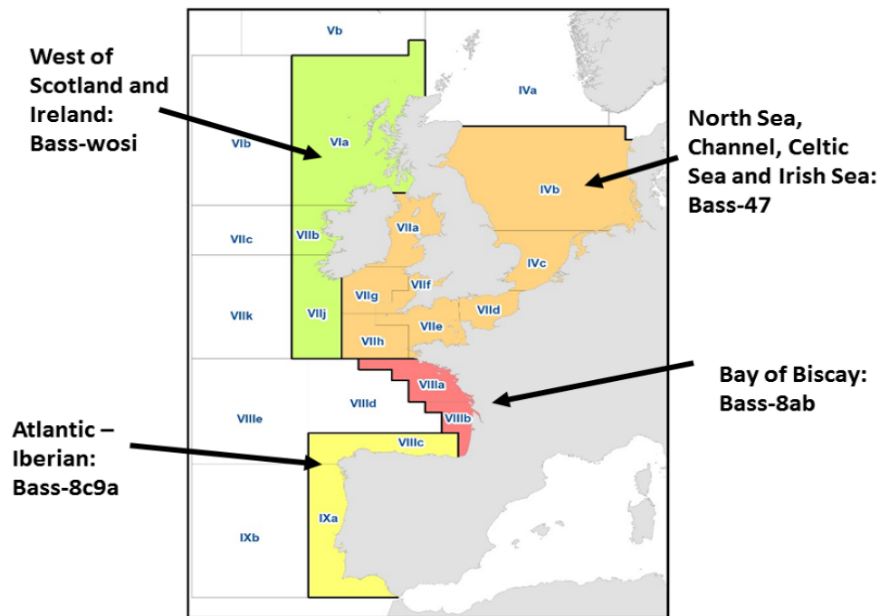 Vb
West of
Scotland and
Ireland:
Bass-wosi
IVa
VIb
VIa
North Sea,
Channel, Celtic
Sea and Irish Sea:
Bass-47
IVb
VIIc
VIIb
VIIa
IVc
VIIk
VIIj
VIIg
VIIf
VIId
VIIe
VIIh
VIIIa
Bay of Biscay:
Bass-8ab
VIIIe
VIIId
VIIIb
Atlantic –
Iberian:
Bass-8c9a
VIIIc
IXb
IXa